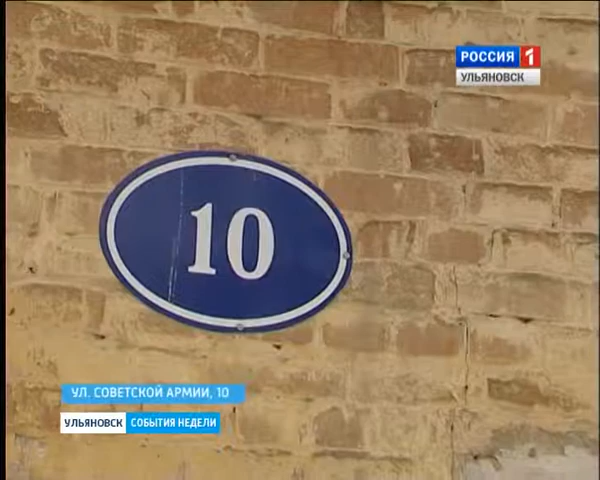 РОССИЯ 1
УЛЬЯНОВСК
10
УЛ. СОВЕТСКОЙ АРМИИ, 10
УЛЬЯНОВСК СОБЫТИЯ НЕДЕЛИ